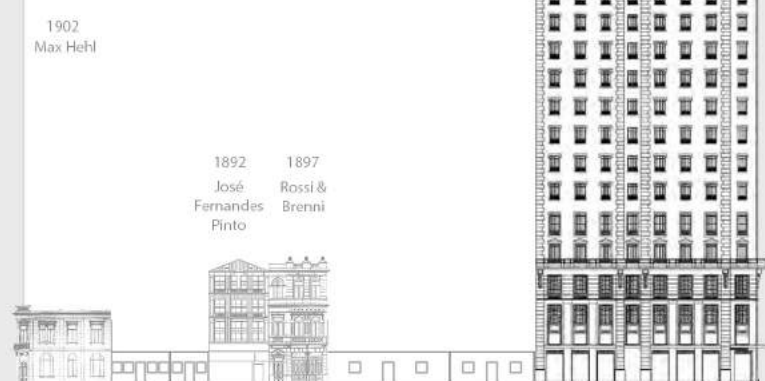 1902
Max Hehl
1892
José
Fernandes
Pinto
1897
Rossi &
Brenni